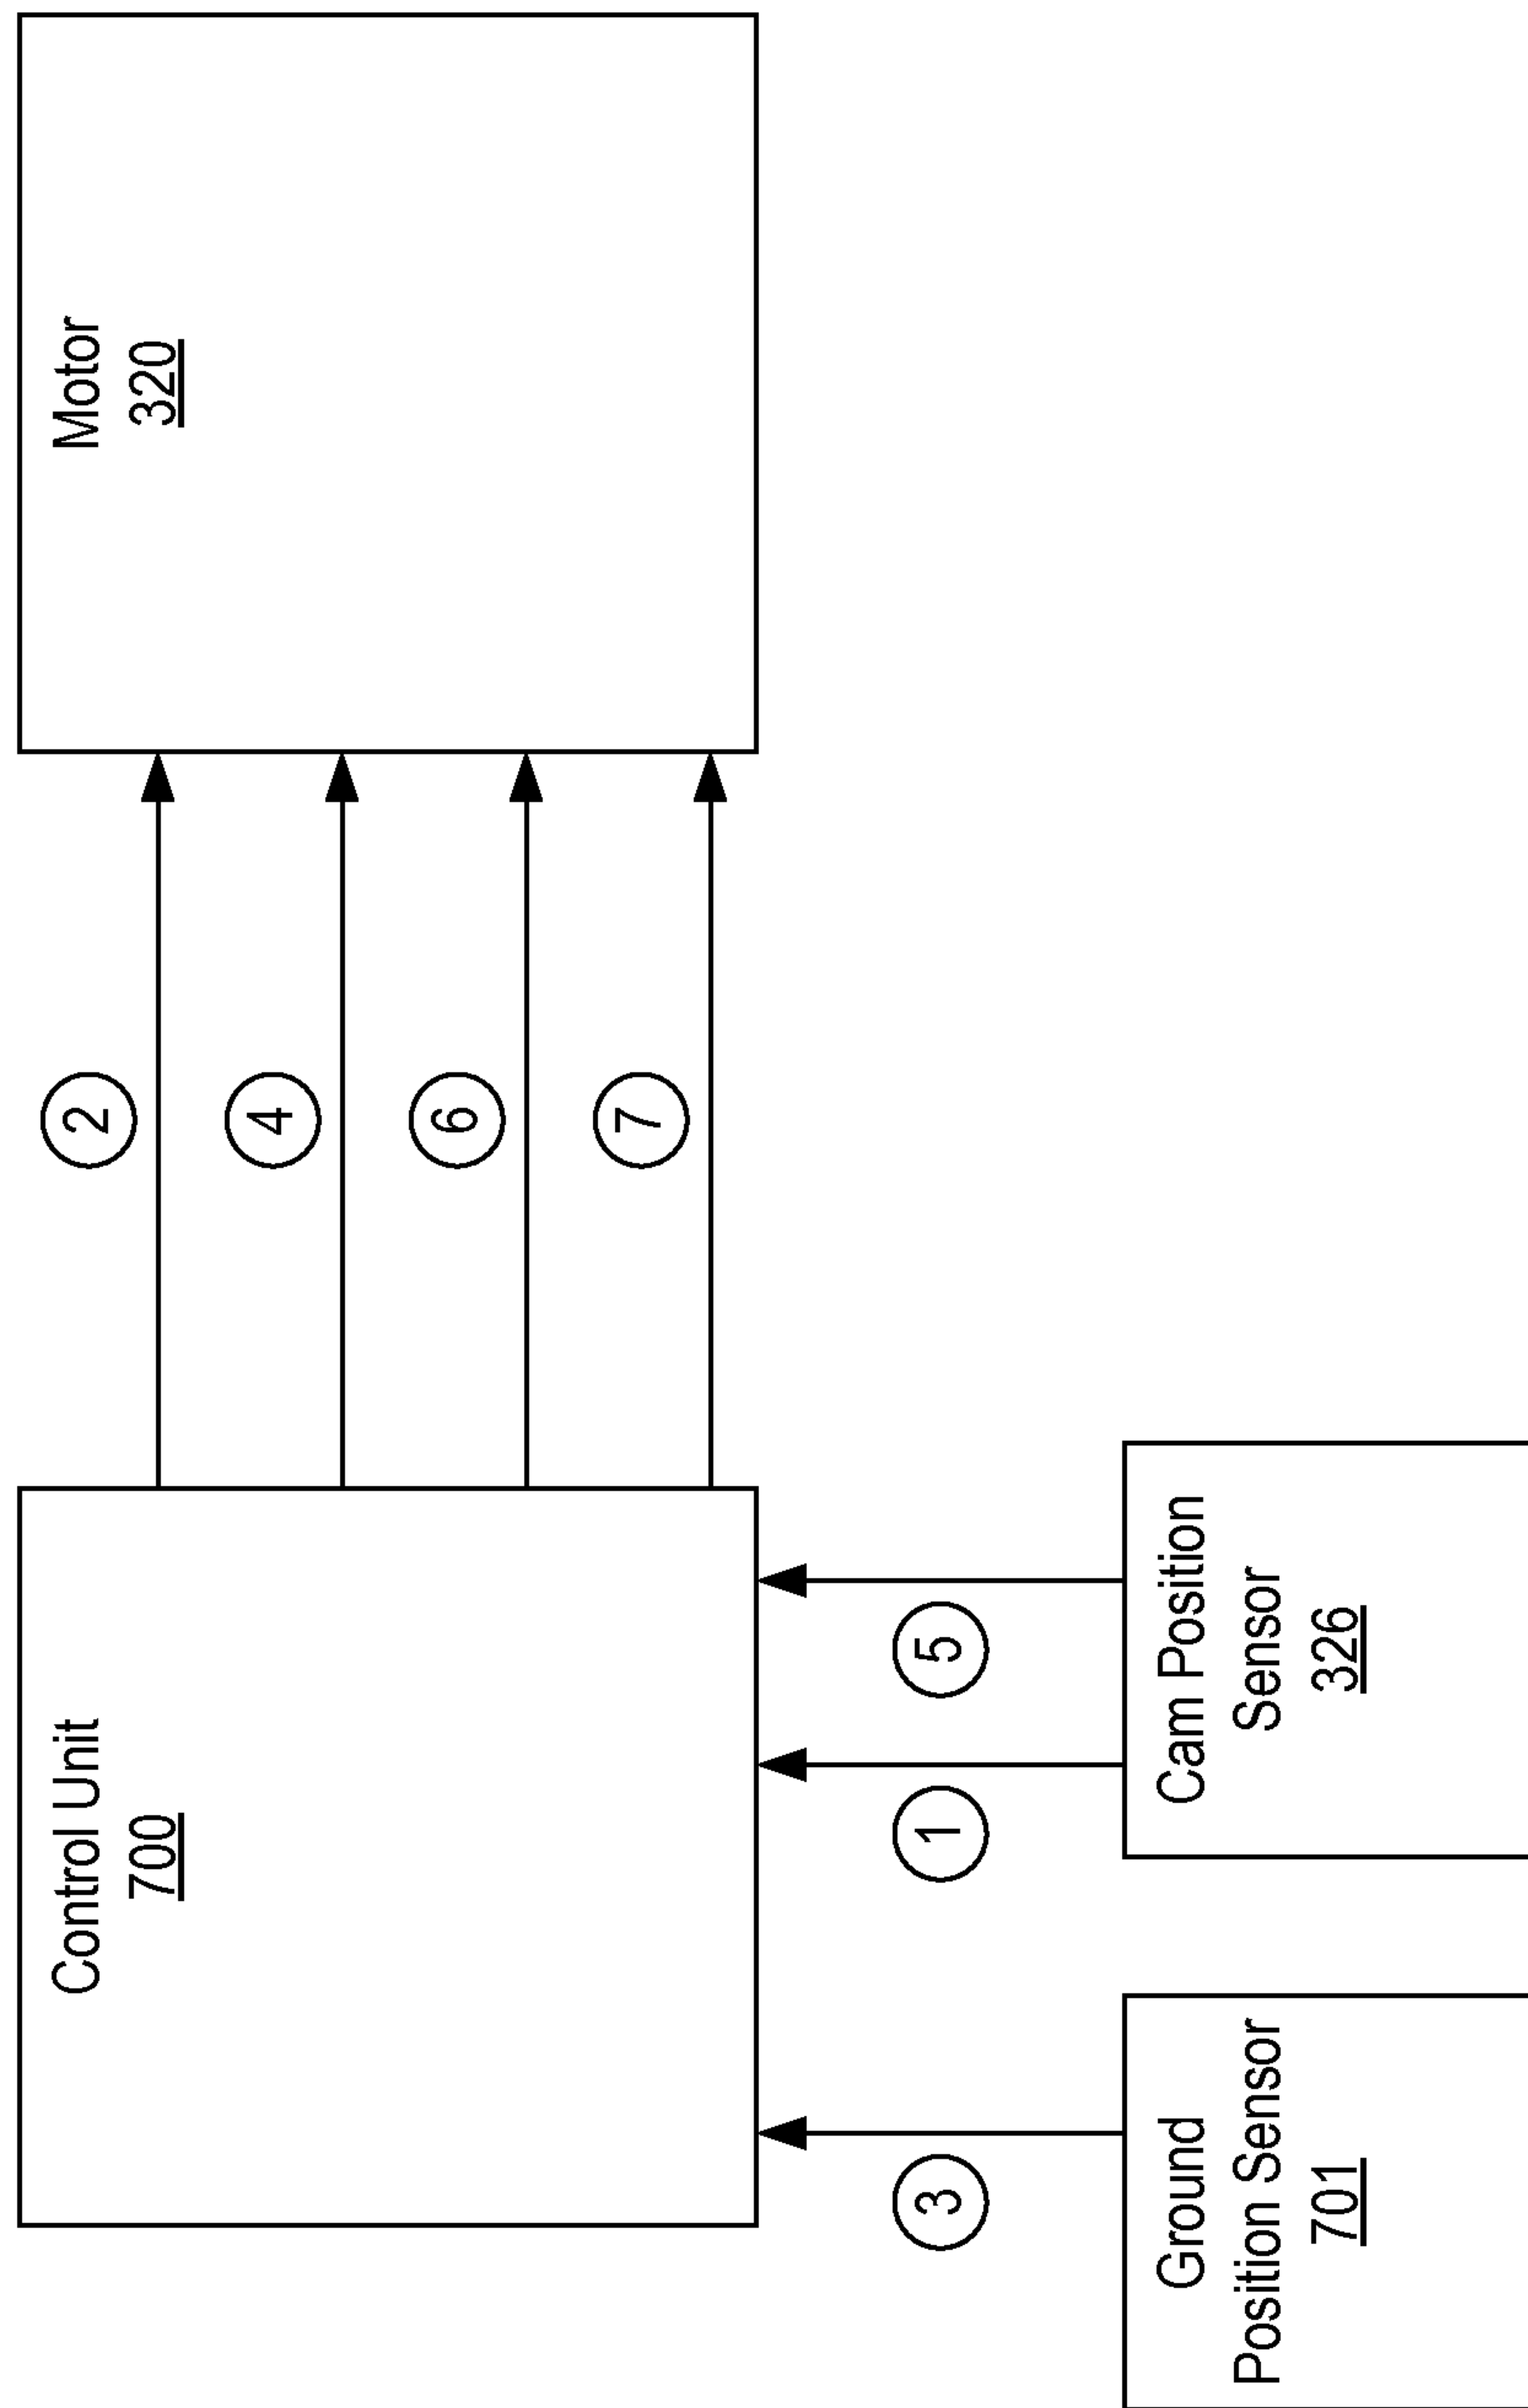 Control Unit
700
Motor
320
2
4
6
7
3
1
5
Ground
Position Sensor
701
Cam Position
Sensor
326